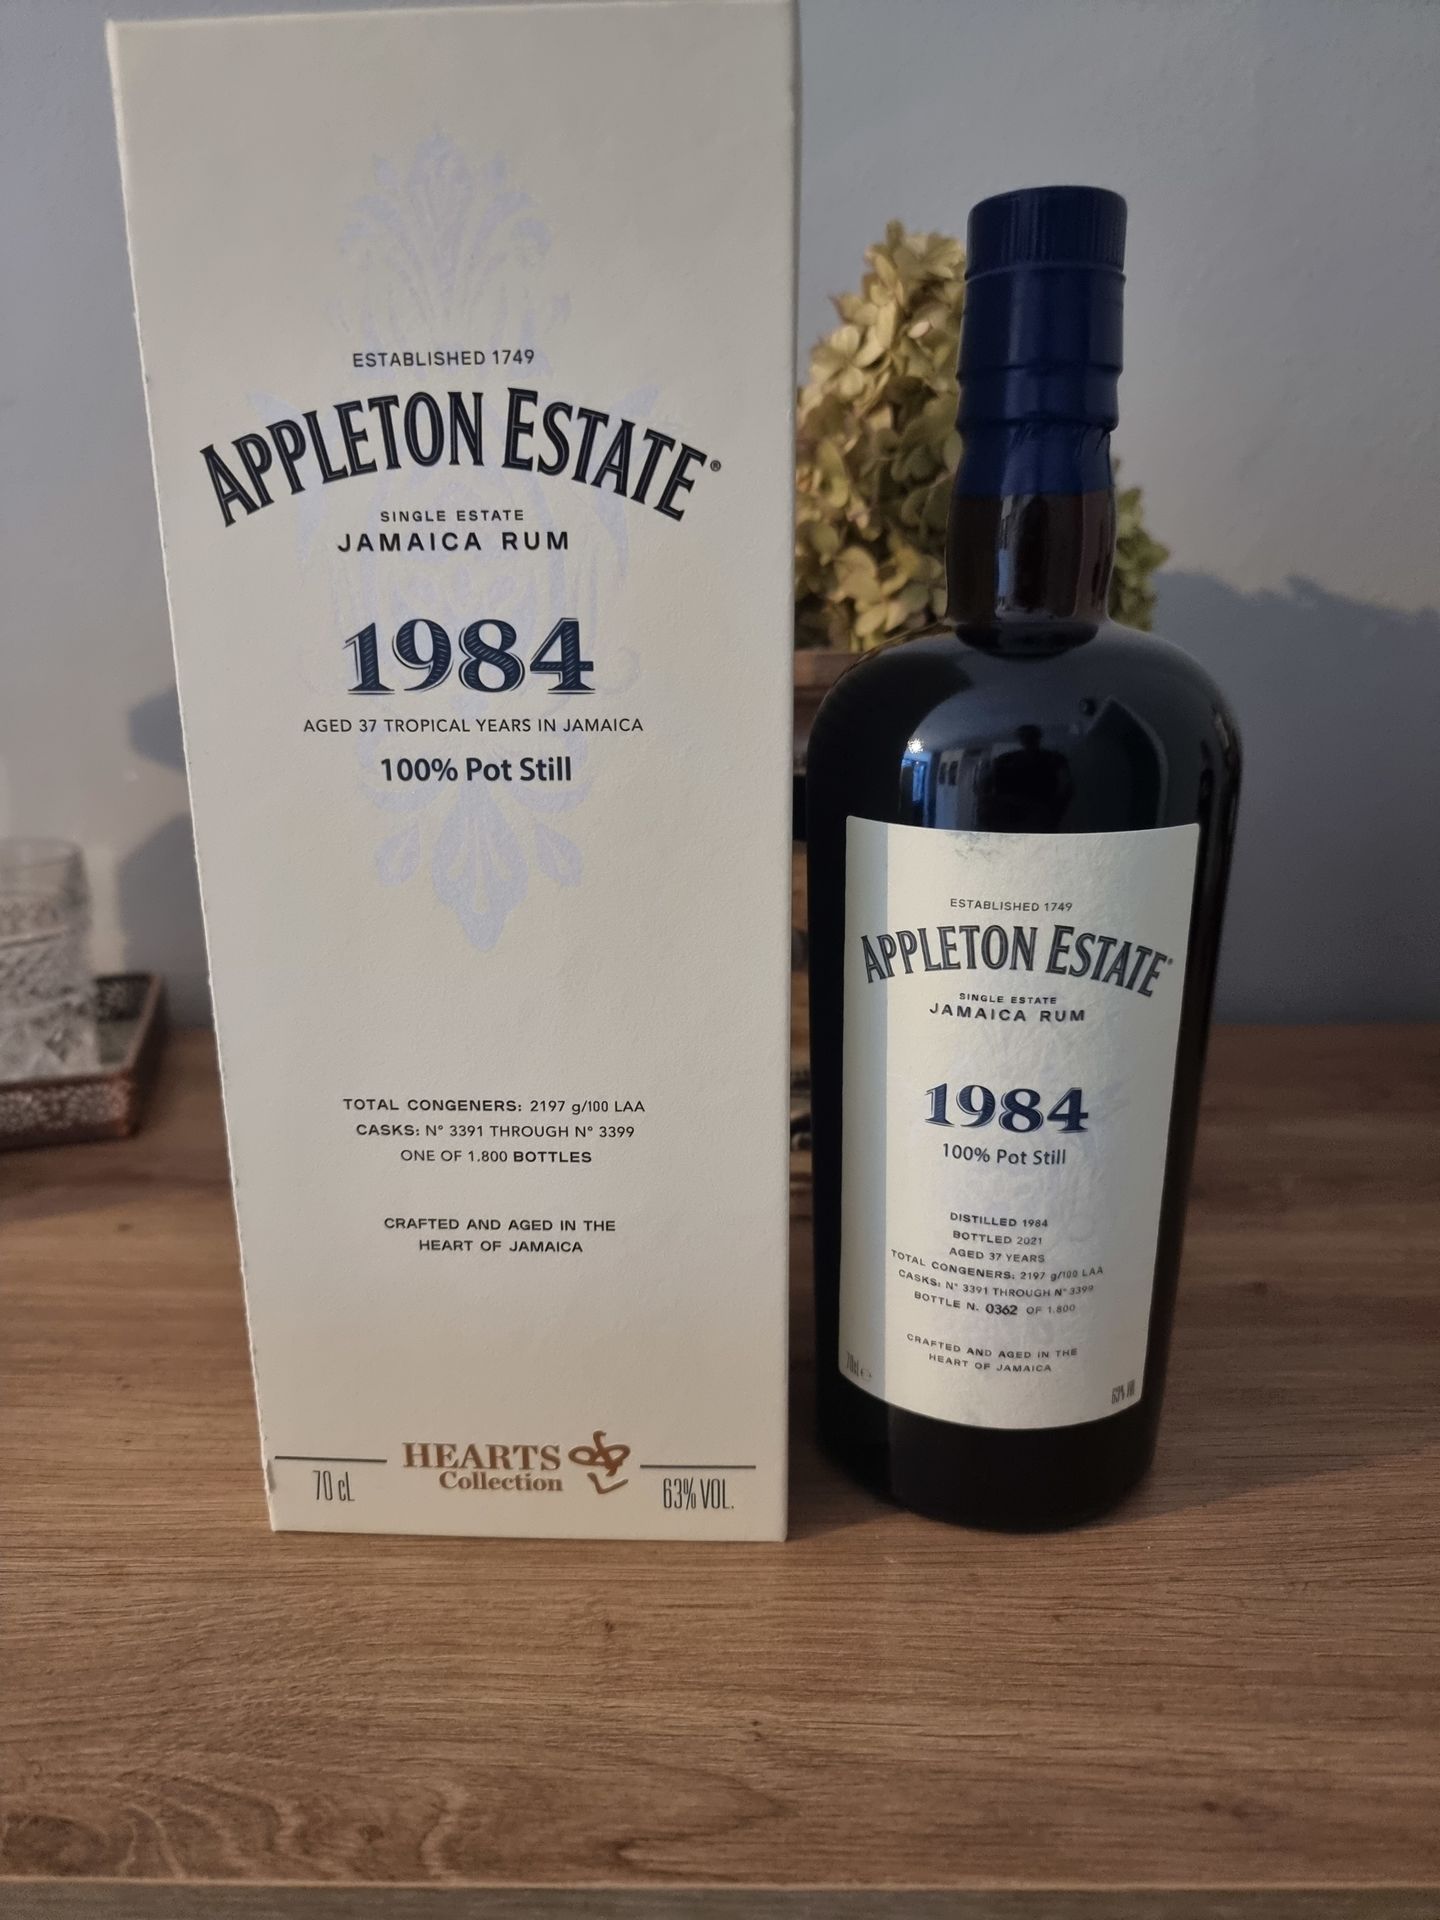 ESTABLISHED 1749
APPLETON ESTATE®
SINGLE ESTATE
JAMAICA RUM
1984
AGED 37 TROPICAL YEARS IN JAMAICA
100% Pot Still
TOTAL CONGENERS: 2197 g/100 LAA
CASKS: N° 3391 THROUGH N° 3399
ONE OF 1.800 BOTTLES
CRAFTED AND AGED IN THE
HEART OF JAMAICA
HEARTS
Collection
70 cL
63% VOL.
ESTABLISHED 1749
APPLETON ESTATE®
SINGLE ESTATE
JAMAICA RUM
1984
100% Pot Still
DISTILLED 1984
BOTTLED 2021
AGED 37 YEARS
TOTAL CONGENERS: 2197 g/100 LAA
CASKS: N° 3391 THROUGH N° 3399
BOTTLE N. 0362 OF 1.800
CRAFTED AND AGED IN THE
HEART OF JAMAICA
70cl ℮
63% Vol